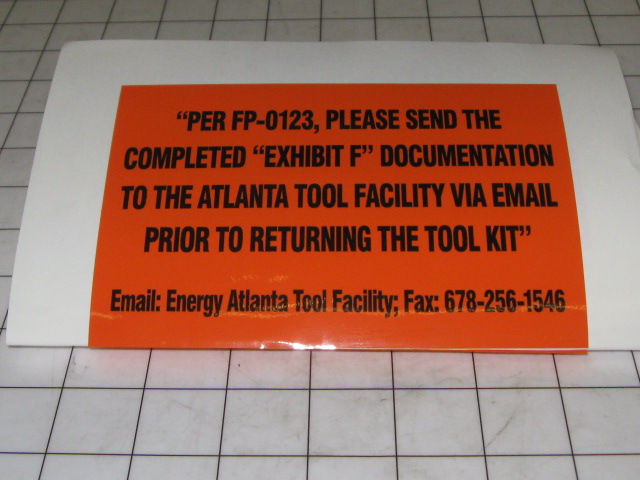 “PER FP-0123, PLEASE SEND THE
COMPLETED “EXHIBIT F” DOCUMENTATION
TO THE ATLANTA TOOL FACILITY VIA EMAIL
PRIOR TO RETURNING THE TOOL KIT”
Email: Energy Atlanta Tool Facility; Fax: 678-256-1546